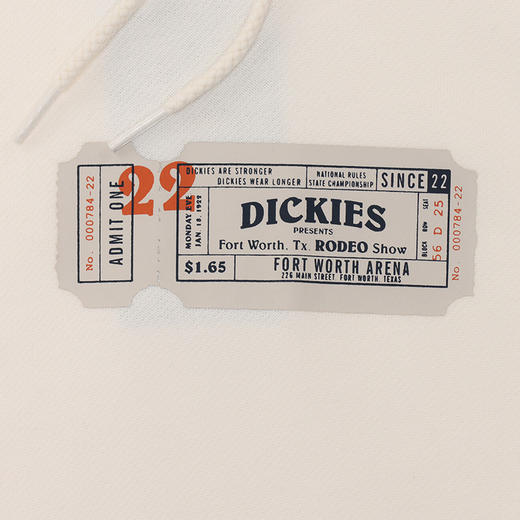 No. 000784-22
ADMIT ONE
22
DICKIES ARE STRONGER
DICKIES WEAR LONGER
NATIONAL RULES
STATE CHAMPIONSHIP
SINCE 22
MONDAY EVE
JAN. 18. 1922
DICKIES
PRESENTS
Fort Worth. Tx. RODEO Show
BLOCK ROW SEAT
56 D 25
No. 000784-22
$1.65
FORT WORTH ARENA
226 MAIN STREET. FORT WORTH. TEXAS